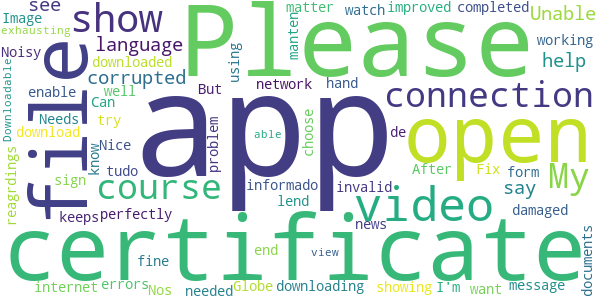 Image
exhausting
see
show
Please
matter
watch
improved
completed
Unable
Noisy
language
downloaded
corrupted
using
manten
working
help
Downloadable
file
enable
Can
well
But
network
hand
connection
app
open
Needs
download
try
problem
able
choose
de
know
Nice
tudo
After
Fix
form
My
reagrdings
sign
course
informado
invalid
say
lend
video
damaged
keeps
perfectly
news
certificate
documents
fine
end
view
internet
errors
Nos
needed
Globe
downloading
showing
I'm
want
message